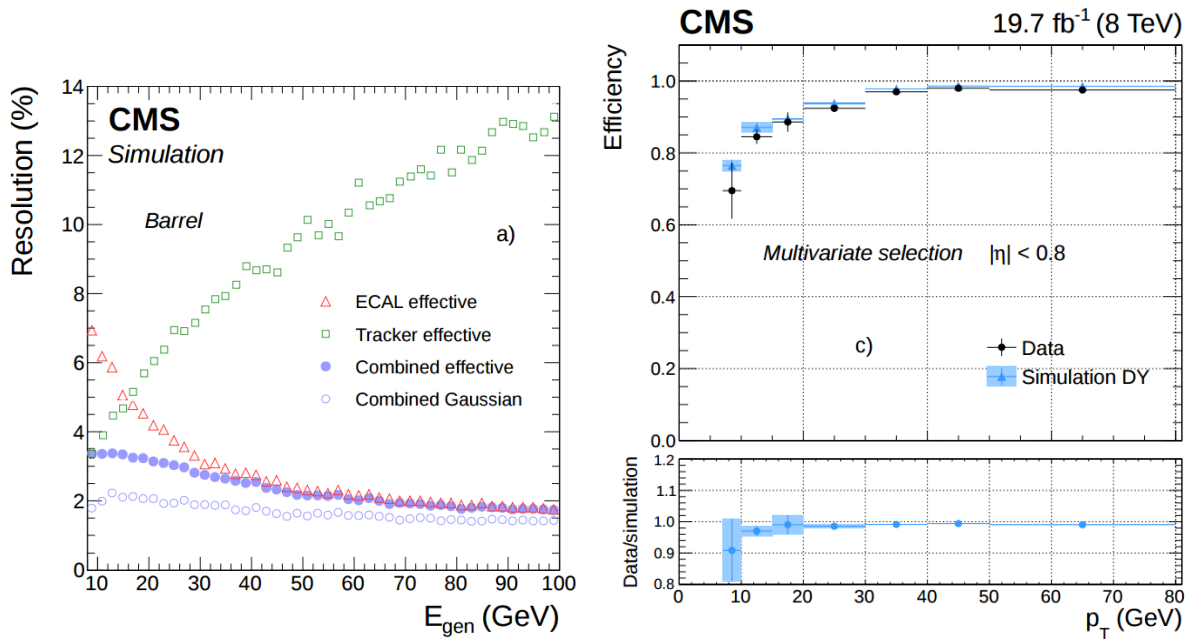 CMS
Simulation
Barrel
a)
ECAL effective
Tracker effective
Combined effective
Combined Gaussian
Resolution (%)
14
12
10
8
6
4
2
0
10 20 30 40 50 60 70 80 90 100
E_gen (GeV)
CMS 19.7 fb⁻¹ (8 TeV)
Efficiency
1.0
0.8
0.6
0.4
0.2
0.0
Multivariate selection |η| < 0.8
c)
Data
Simulation DY
Data/simulation
1.2
1.1
1.0
0.9
0.8
0 10 20 30 40 50 60 70 80
p_T (GeV)